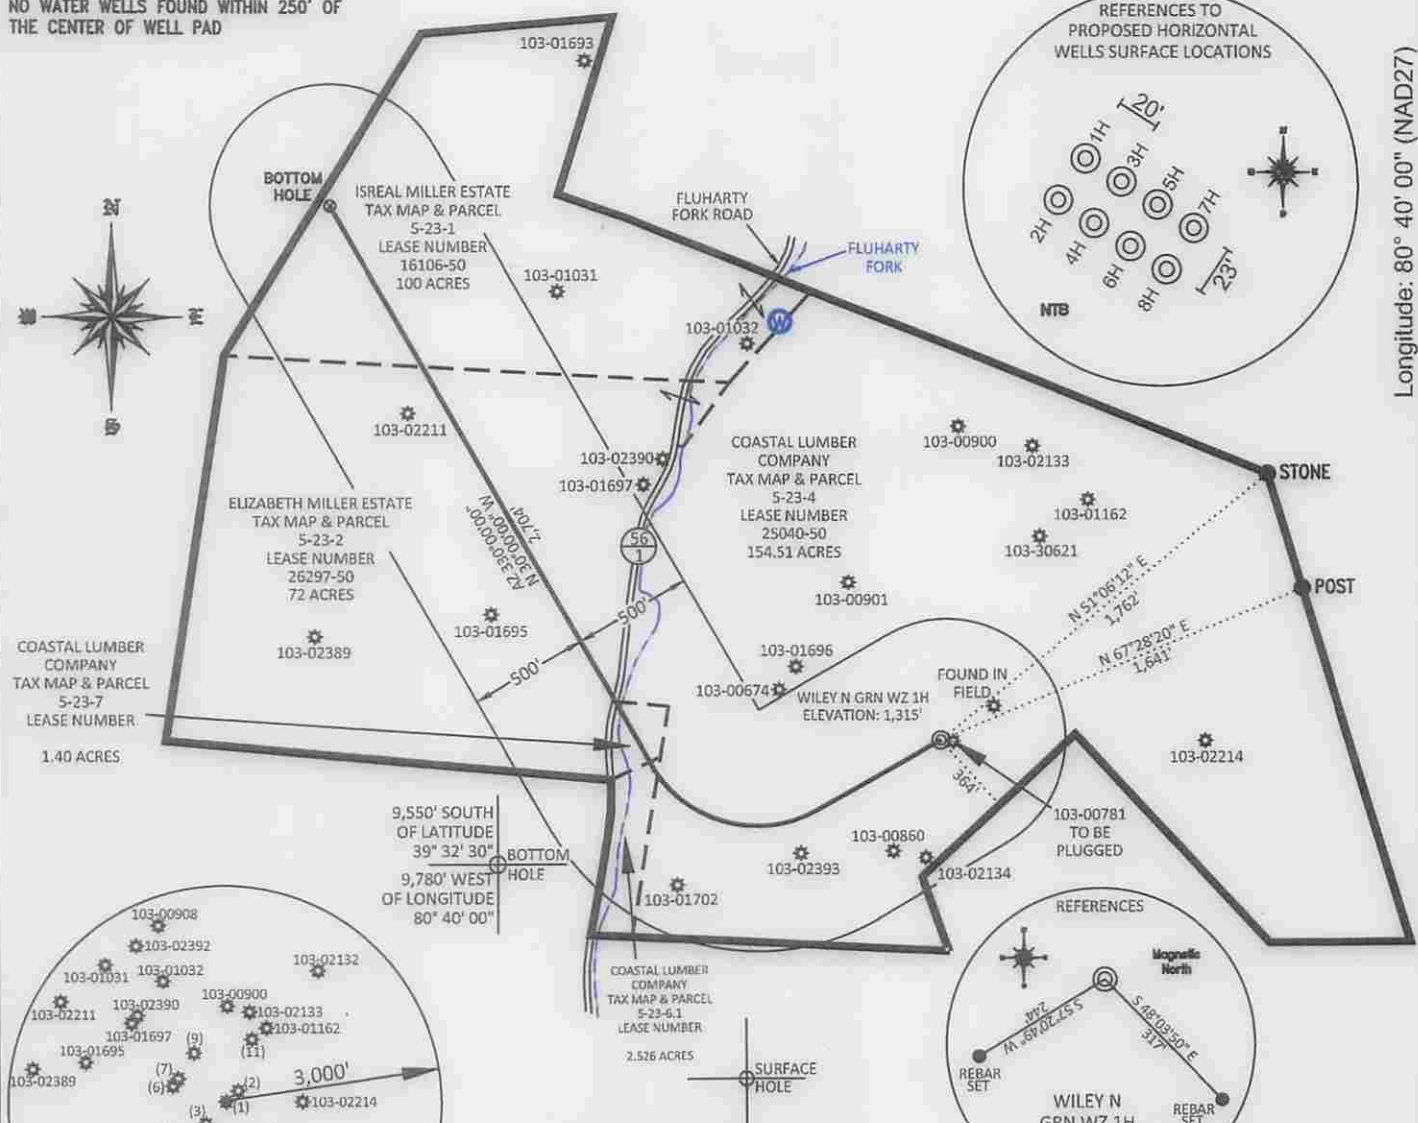 NO WATER WELLS FOUND WITHIN 250' OF
THE CENTER OF WELL PAD
103-01693
BOTTOM
HOLE
ISREAL MILLER ESTATE
TAX MAP & PARCEL
5-23-1
LEASE NUMBER
16106-50
100 ACRES
103-01031
FLUHARTY
FORK ROAD
FLUHARTY
FORK
103-01032
W
N
E
S
REFERENCES TO
PROPOSED HORIZONTAL
WELLS SURFACE LOCATIONS
20'
1H
3H
5H
7H
2H
4H
6H
8H
23"
NTB
Longitude: 80° 40' 00" (NAD27)
103-02211
103-02390
103-01697
ELIZABETH MILLER ESTATE
TAX MAP & PARCEL
5-23-2
LEASE NUMBER
26297-50
72 ACRES
AZ 330°00'00"
N 30°00'00" W
2,704'
56
1
COASTAL LUMBER
COMPANY
TAX MAP & PARCEL
5-23-4
LEASE NUMBER
25040-50
154.51 ACRES
103-00900
103-02133
103-01162
103-30621
103-00901
STONE
POST
N 51°06'12" E
1,762'
N 67°28'20" E
1,641'
103-01695
103-02389
500'
500'
COASTAL LUMBER
COMPANY
TAX MAP & PARCEL
5-23-7
LEASE NUMBER
1.40 ACRES
103-01696
103-00674
WILEY N GRN WZ 1H
ELEVATION: 1,315'
FOUND IN
FIELD
364'
103-02214
103-00781
TO BE
PLUGGED
9,550' SOUTH
OF LATITUDE
39° 32' 30"
BOTTOM
HOLE
9,780' WEST
OF LONGITUDE
80° 40' 00"
103-02393
103-00860
103-02134
103-01702
COASTAL LUMBER
COMPANY
TAX MAP & PARCEL
5-23-6.1
LEASE NUMBER
2.526 ACRES
SURFACE
HOLE
103-00908
103-02392
103-01031
103-01032
103-02132
103-02211
103-02390
103-00900
103-02133
103-01697
103-01162
103-01695
(9)
(11)
103-02389
(7)
(6)
(2)
3,000'
(1)
103-02214
(3)
REFERENCES
Magnetic
North
S 57°20'49" W
244'
S 48°03'50" E
317'
REBAR
SET
WILEY N
GRN WZ 1H
REBAR
SET